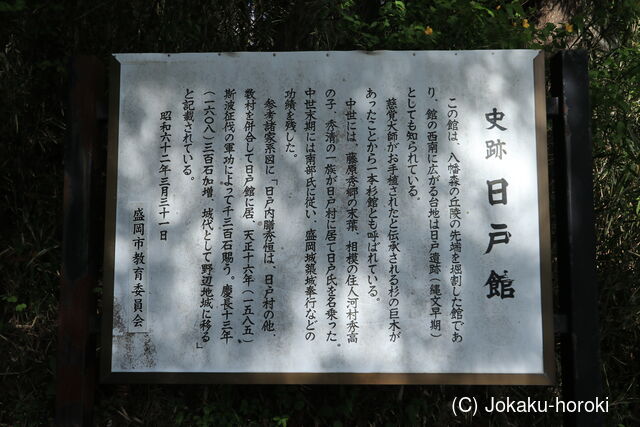 史跡 日戸館
この館は、八幡森の丘陵の先端を堀割した館であ
り、館の西南に広がる台地は日戸遺跡(縄文早期)
としても知られている。
慈覚大師がお手植されたと伝承される杉の巨木が
あったことから一本杉館とも呼ばれている。
中世には、藤原秀郷の末葉、相模の住人河村秀高
の子、秀清の一族が日戸村に居て日戸氏を名乗った。
中世末期には南部氏に従い、盛岡城築城奉行などの
功績を残した。
参考諸家系図に「日戸内膳秀恒は、日戸村の他、
数村を併合して日戸館に居、天正十六年(一五八五)
斯波征伐の軍功によって千三百石賜う。慶長十三年
(一六〇八)三百石加増、城代として野辺地城に移る」
と記載されている。
昭和六十二年三月三十一日
盛岡市教育委員会
(C) Jokaku-horoki